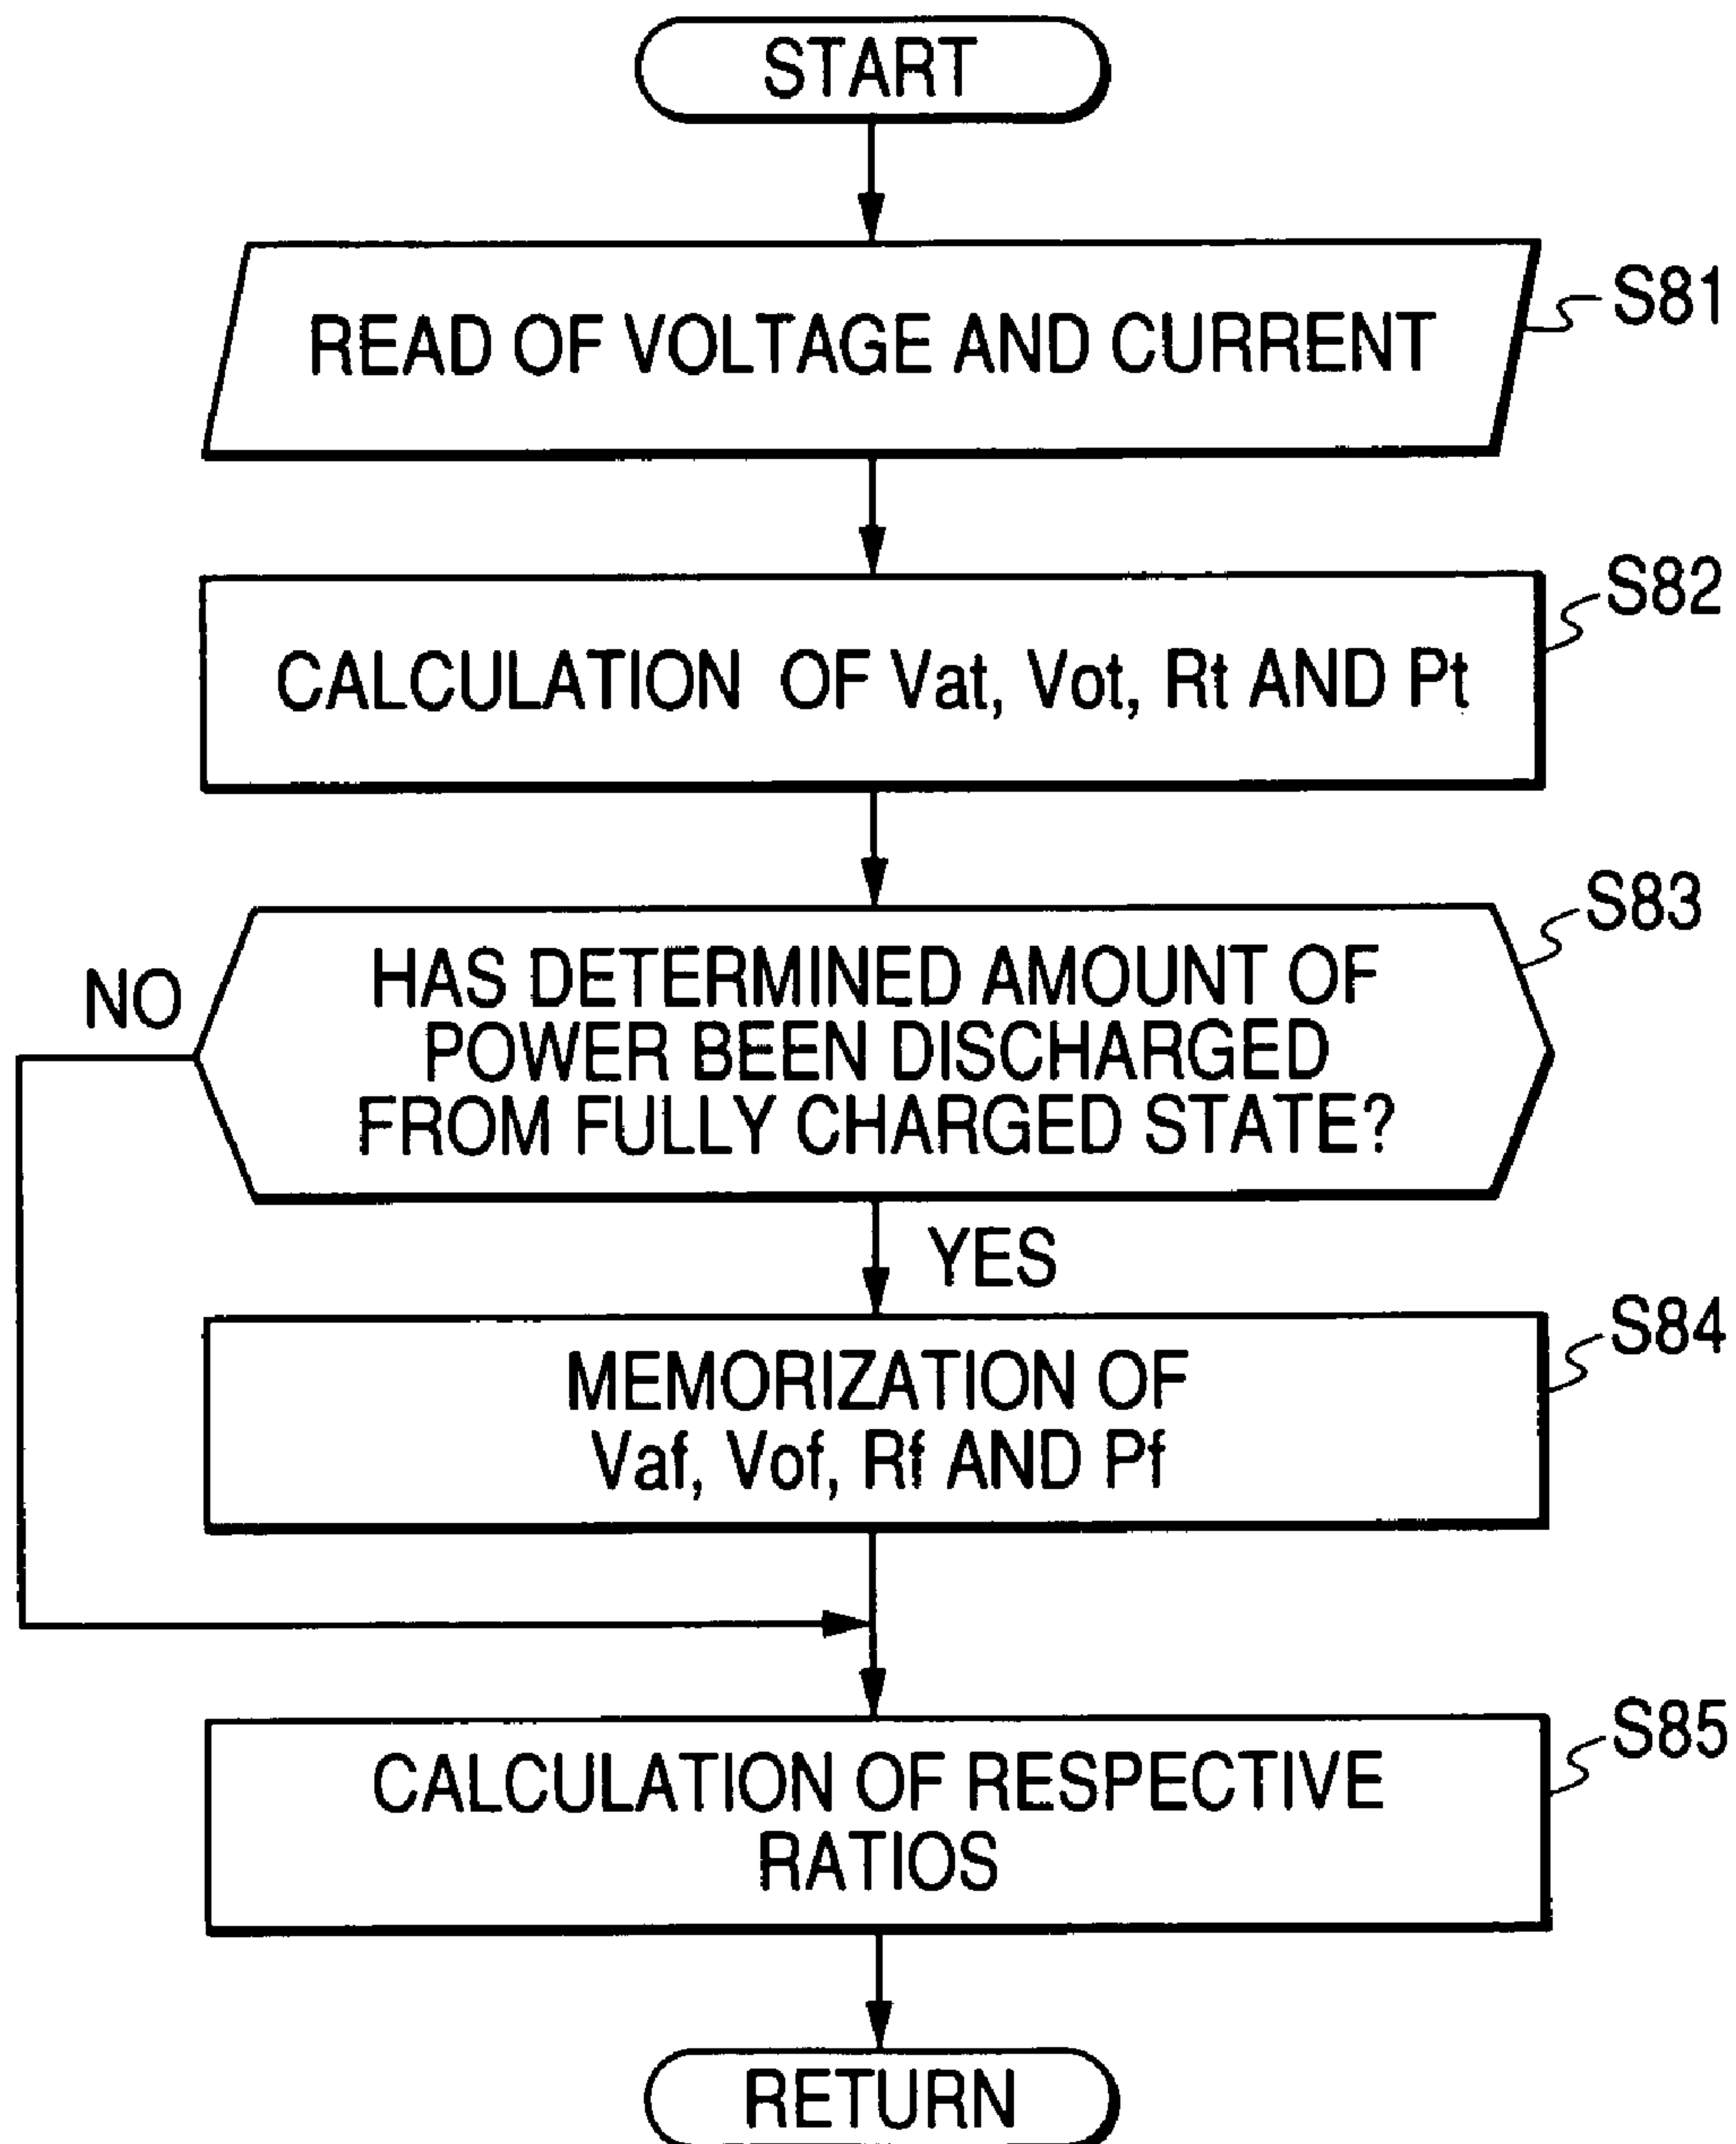 START
READ OF VOLTAGE AND CURRENT
S81
CALCULATION OF Vat, Vot, Rt AND Pt
S82
S83
HAS DETERMINED AMOUNT OF
POWER BEEN DISCHARGED
FROM FULLY CHARGED STATE?
NO
YES
S84
MEMORIZATION OF
Vaf, Vof, Rf AND Pf
S85
CALCULATION OF RESPECTIVE
RATIOS
RETURN